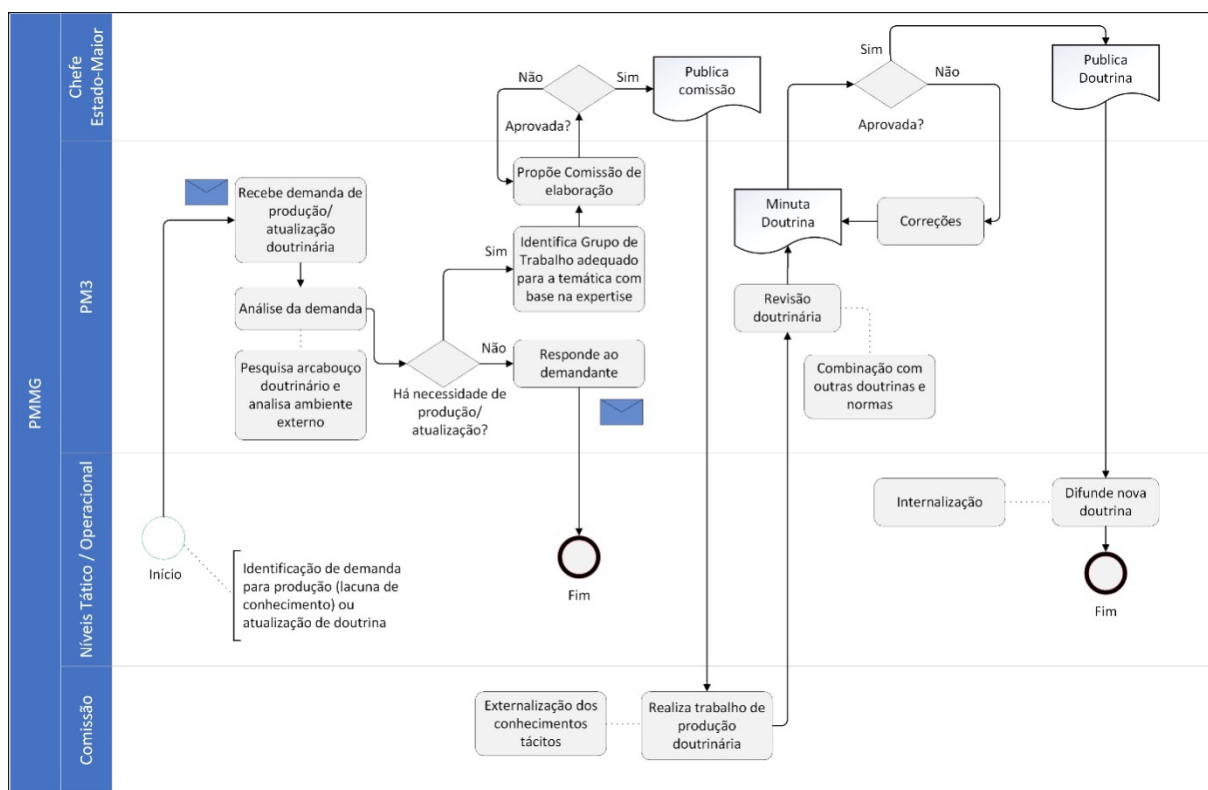 PMMG
Chefe
Estado-Maior
Não
Sim
Aprovada?
Publica
comissão
Sim
Não
Aprovada?
Publica
Doutrina
PM3
Recebe demanda de
produção/
atualização
doutrinária
Análise da demanda
Pesquisa arcabouço
doutrinário e
analisa ambiente
externo
Há necessidade de
produção/
atualização?
Sim
Não
Propõe Comissão de
elaboração
Identifica Grupo de
Trabalho adequado
para a temática com
base na expertise
Responde ao
demandante
Minuta
Doutrina
Correções
Revisão
doutrinária
Combinação com
outras doutrinas e
normas
Níveis Tático / Operacional
Início
Identificação de demanda
para produção (lacuna de
conhecimento) ou
atualização de doutrina
Fim
Internalização
Difunde nova
doutrina
Fim
Comissão
Externalização dos
conhecimentos
tácitos
Realiza trabalho de
produção
doutrinária